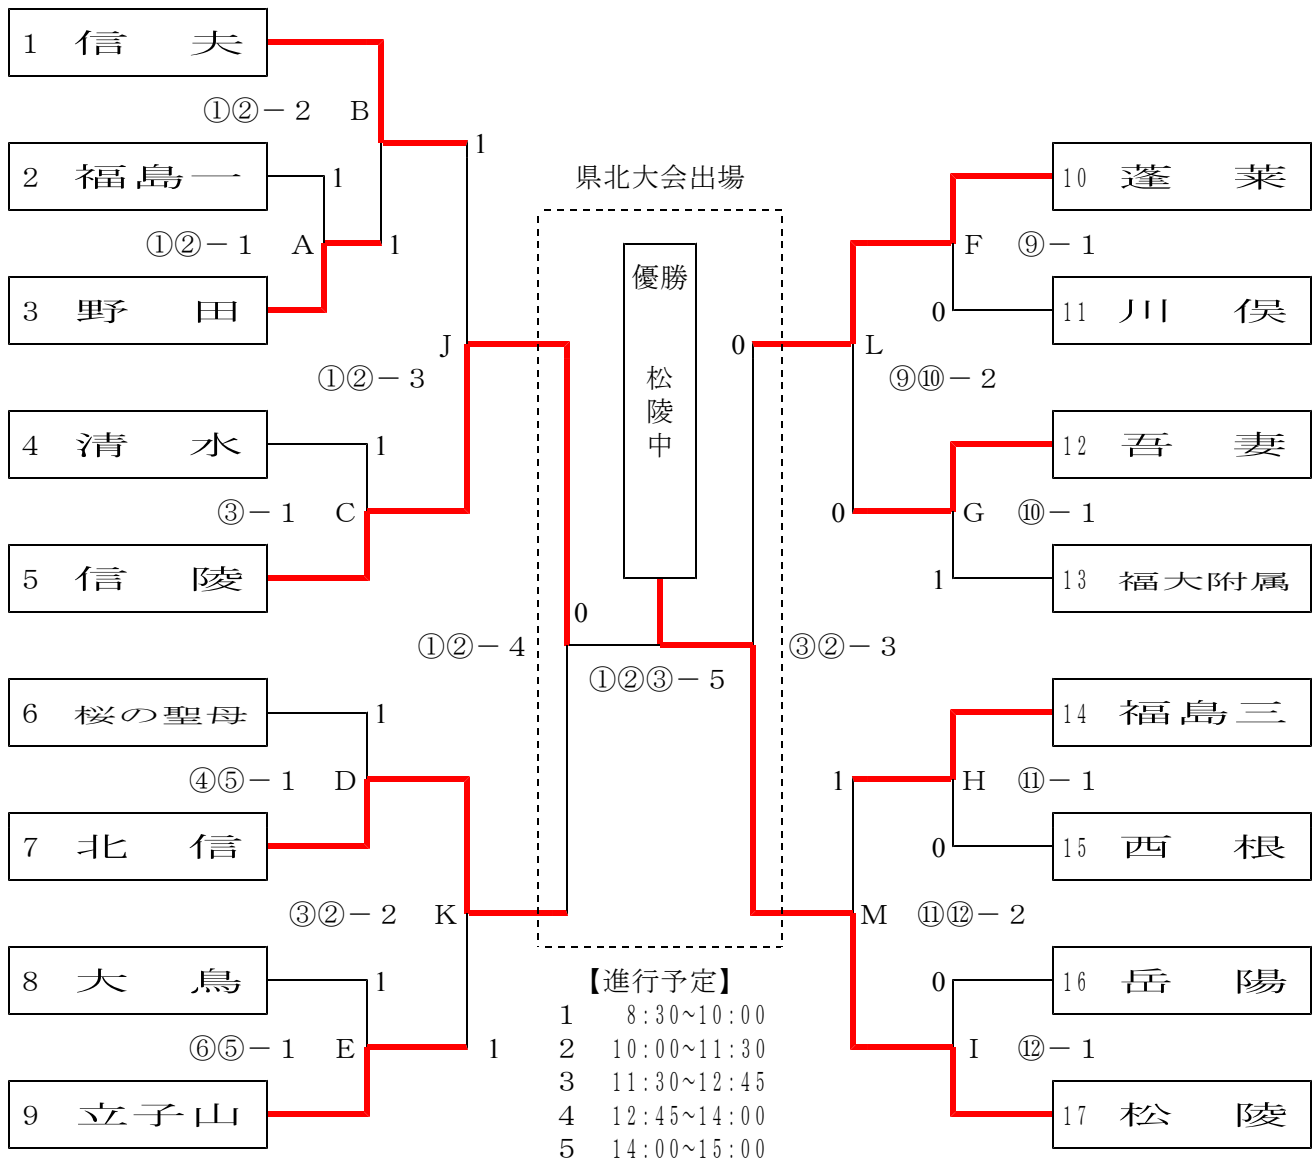 1 信 夫
①②－2 B
1
2 福島一
1
①②－1 A
1
3 野 田
J
①②－3
4 清 水
1
③－1 C
5 信 陵
0
①②－4
6 桜の聖母
1
④⑤－1 D
7 北 信
③②－2 K
8 大 鳥
1
⑥⑤－1 E
1
9 立子山
県北大会出場
優勝
松陵中
①②③－5
【進行予定】
1 8:30~10:00
2 10:00~11:30
3 11:30~12:45
4 12:45~14:00
5 14:00~15:00
10 蓬 莱
F ⑨－1
0
11 川 俣
0
L
⑨⑩－2
12 吾 妻
0
G ⑩－1
1
13 福大附属
③②－3
14 福島三
1
H ⑪－1
0
15 西 根
M ⑪⑫－2
0
16 岳 陽
I ⑫－1
17 松 陵